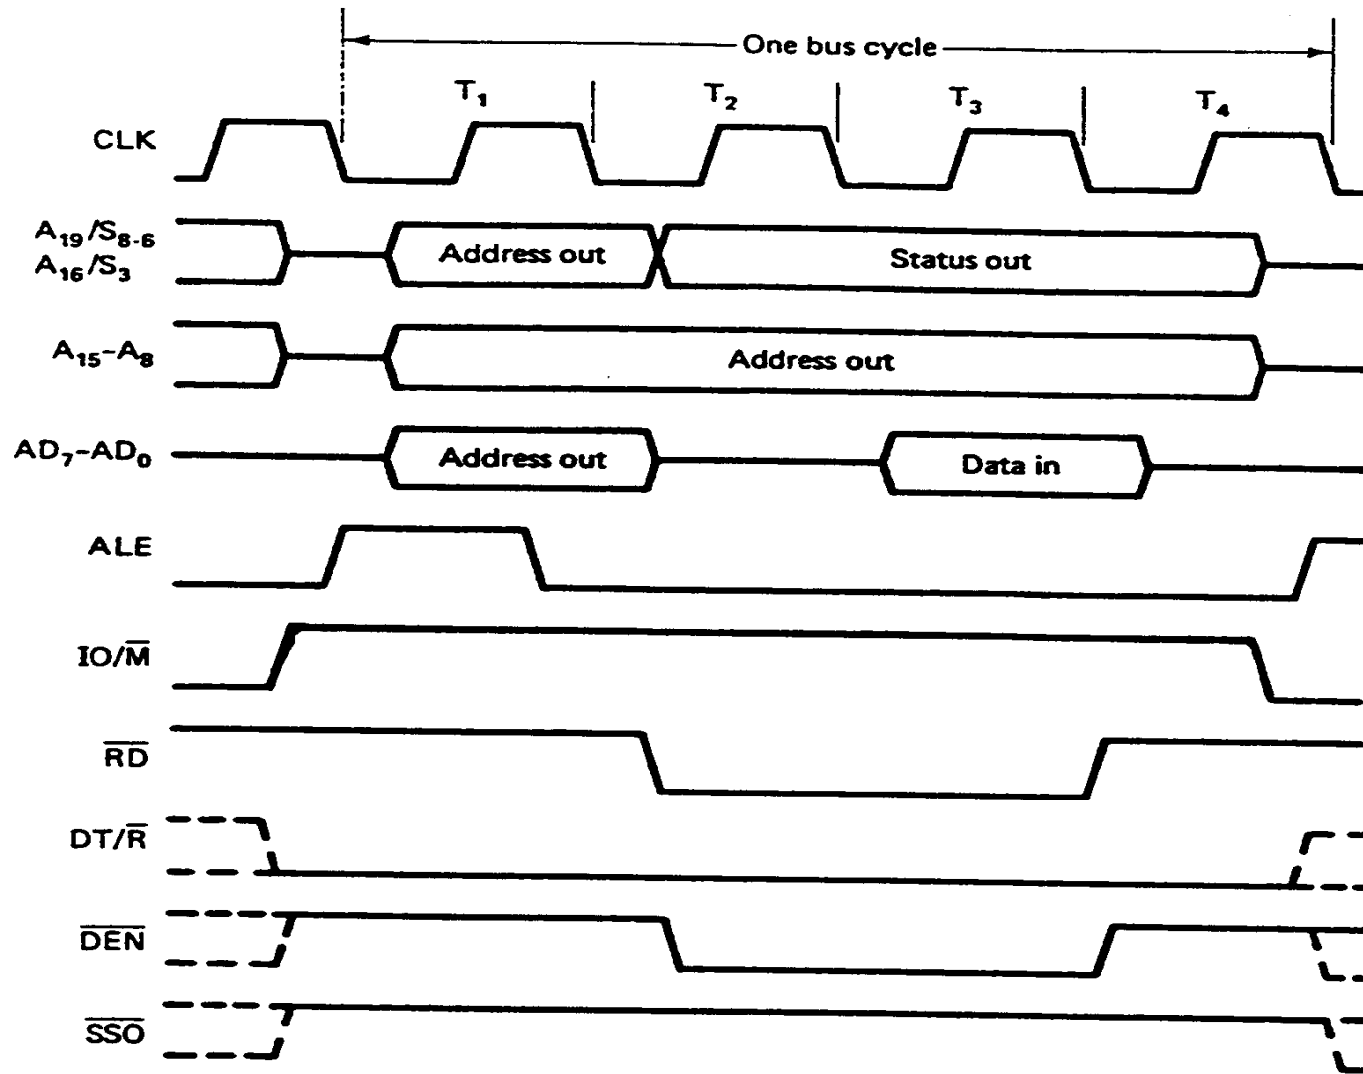 One bus cycle
T₁ T₂ T₃ T₄
CLK
A₁₉/S₈₋₆
A₁₆/S₃
Address out Status out
A₁₅-A₈ Address out
AD₇-AD₀ Address out Data in
ALE
IO/M̅
R̅D̅
DT/R̅
D̅E̅N̅
S̅S̅O̅